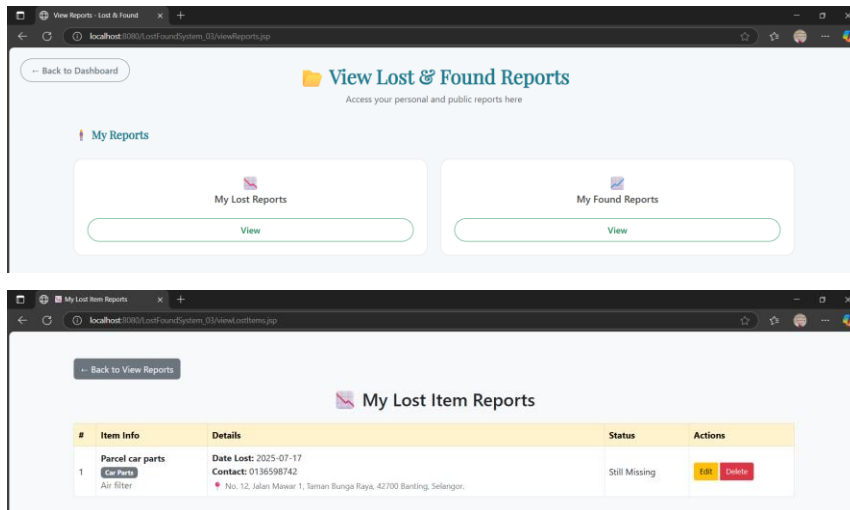 View Reports - Lost & Found
localhost:8080/LostFoundSystem_03/viewReports.jsp
← Back to Dashboard
View Lost & Found Reports
Access your personal and public reports here
My Reports
My Lost Reports
My Found Reports
View
View
My Lost Item Reports
localhost:8080/LostFoundSystem_03/viewLostItems.jsp
← Back to View Reports
My Lost Item Reports
# Item Info Details Status Actions
Parcel car parts Date Lost: 2025-07-17
1 Car Parts Contact: 0136598742 Still Missing Edit Delete
Air filter No. 12, Jalan Mawar 1, Taman Bunga Raya, 42700 Banting, Selangor.